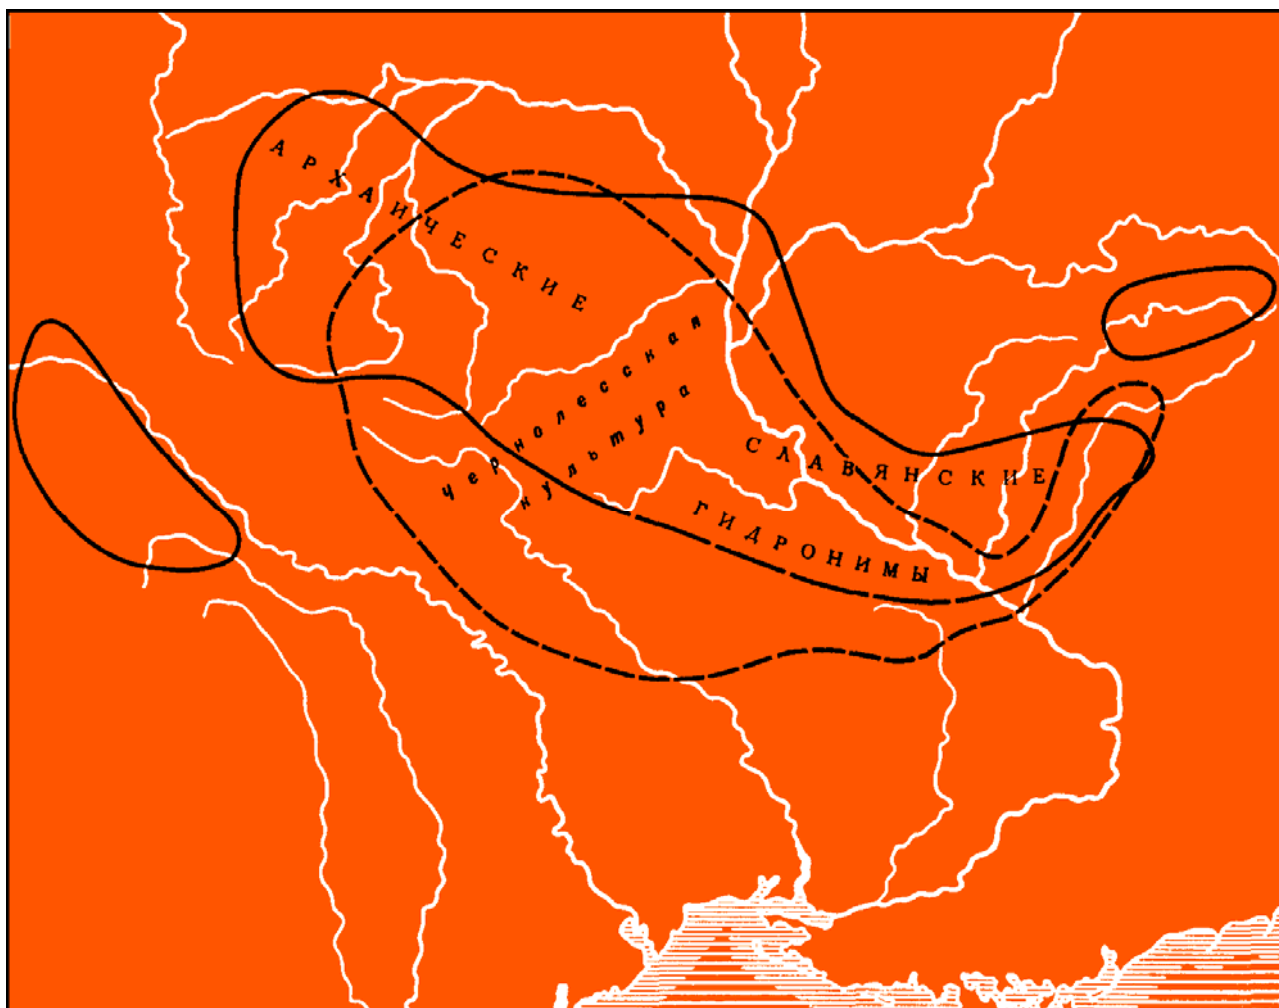 АРХАИЧЕСКИЕ
чернолесская
культура
СЛАВЯНСКИЕ
ГИДРОНИМЫ